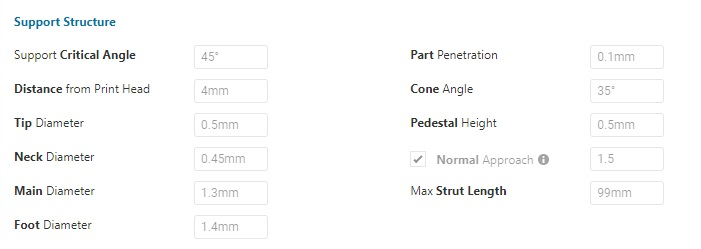 Support Structure
Support Critical Angle 45° Part Penetration 0.1mm
Distance from Print Head 4mm Cone Angle 35°
Tip Diameter 0.5mm Pedestal Height 0.5mm
Neck Diameter 0.45mm Normal Approach 1.5
Main Diameter 1.3mm Max Strut Length 99mm
Foot Diameter 1.4mm